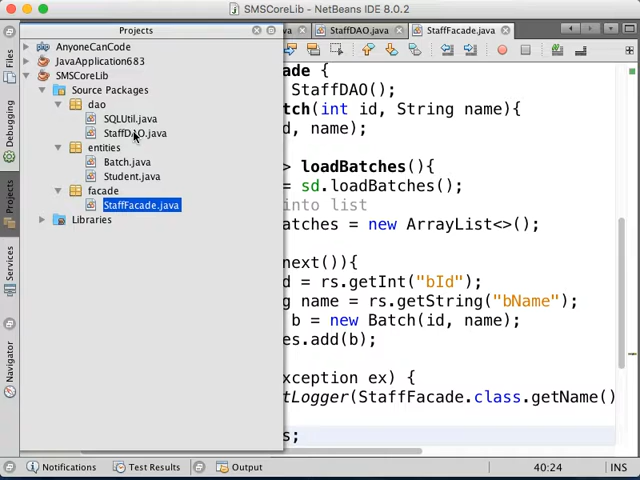 SMSCoreLib - NetBeans IDE 8.0.2
Projects
StaffDAO.java
StaffFacade.java
AnyoneCanCode
JavaApplication683
SMSCoreLib
Source Packages
dao
SQLUtil.java
StaffDAO.java
entities
Batch.java
Student.java
facade
StaffFacade.java
Libraries
Files
Debugging
Projects
Services
Navigator
ade {
StaffDAO();
tch(int id, String name){
d, name);
> loadBatches(){
= sd.loadBatches();
into list
atches = new ArrayList<>();
next()){
d = rs.getInt("bId");
g name = rs.getString("bName");
b = new Batch(id, name);
es.add(b);
xception ex) {
tLogger(StaffFacade.class.getName()
s;
Notifications
Test Results
Output
40:24
INS